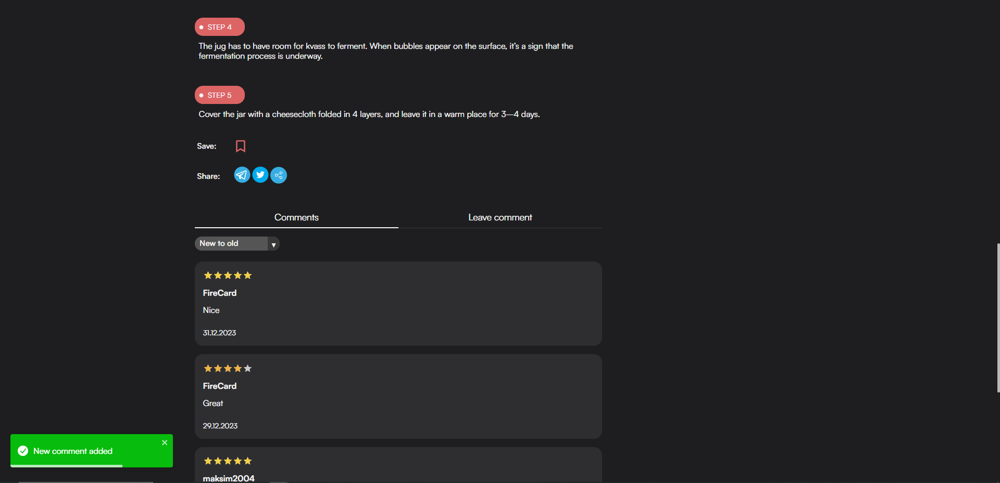 STEP 4
The jug has to have room for kvass to ferment. When bubbles appear on the surface, it's a sign that the
fermentation process is underway.
STEP 5
Cover the jar with a cheesecloth folded in 4 layers, and leave it in a warm place for 3—4 days.
Save:
Share:
Comments
Leave comment
New to old
FireCard
Nice
31.12.2023
FireCard
Great
29.12.2023
New comment added
maksim2004